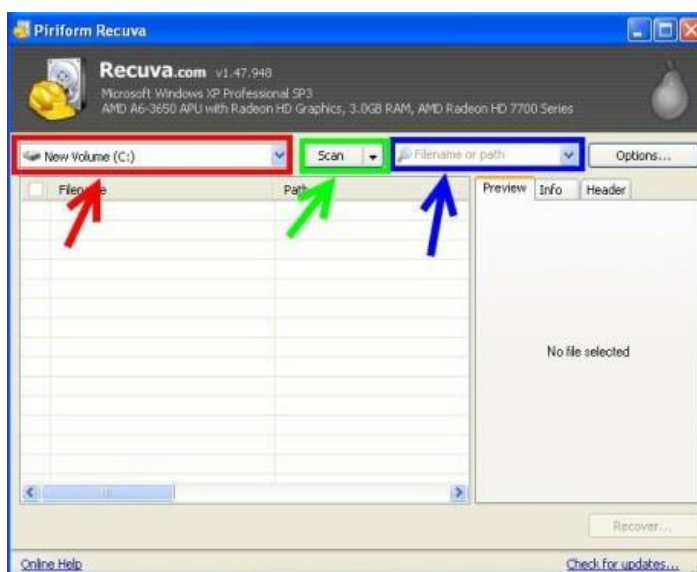 Piriform Recuva
Recuva.com v1.47.948
Microsoft Windows XP Professional SP3
AMD A6-3650 APU with Radeon HD Graphics, 3.0GB RAM, AMD Radeon HD 7700 Series
New Volume (C:)
Scan
Filename or path
Options...
Filename
Path
Preview
Info
Header
No file selected
Recover...
Online Help
Check for updates...